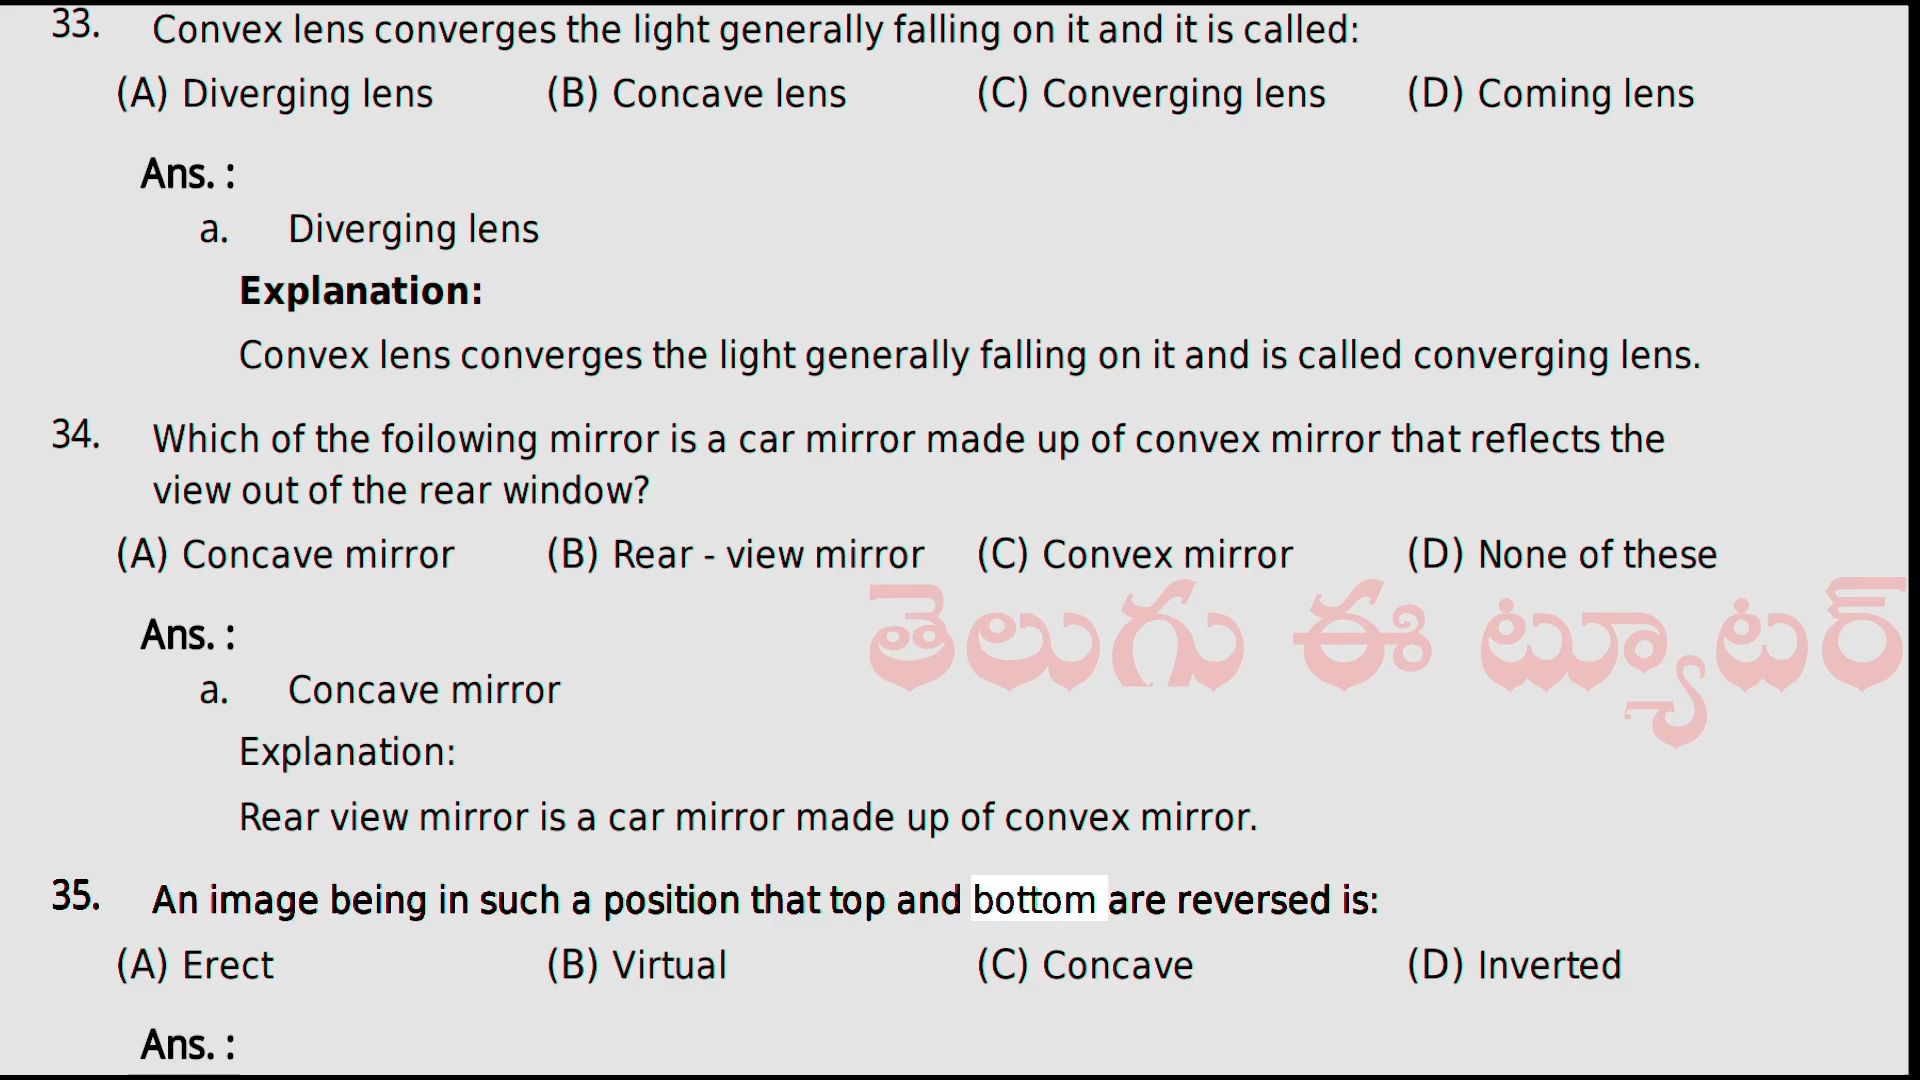 33. Convex lens converges the light generally falling on it and it is called:
(A) Diverging lens (B) Concave lens (C) Converging lens (D) Coming lens
Ans. :
a. Diverging lens
Explanation:
Convex lens converges the light generally falling on it and is called converging lens.
34. Which of the foilowing mirror is a car mirror made up of convex mirror that reflects the
view out of the rear window?
(A) Concave mirror (B) Rear - view mirror (C) Convex mirror (D) None of these
తెలుగు ఈ ట్యూటర్
Ans. :
a. Concave mirror
Explanation:
Rear view mirror is a car mirror made up of convex mirror.
35. An image being in such a position that top and bottom are reversed is:
(A) Erect (B) Virtual (C) Concave (D) Inverted
Ans. :